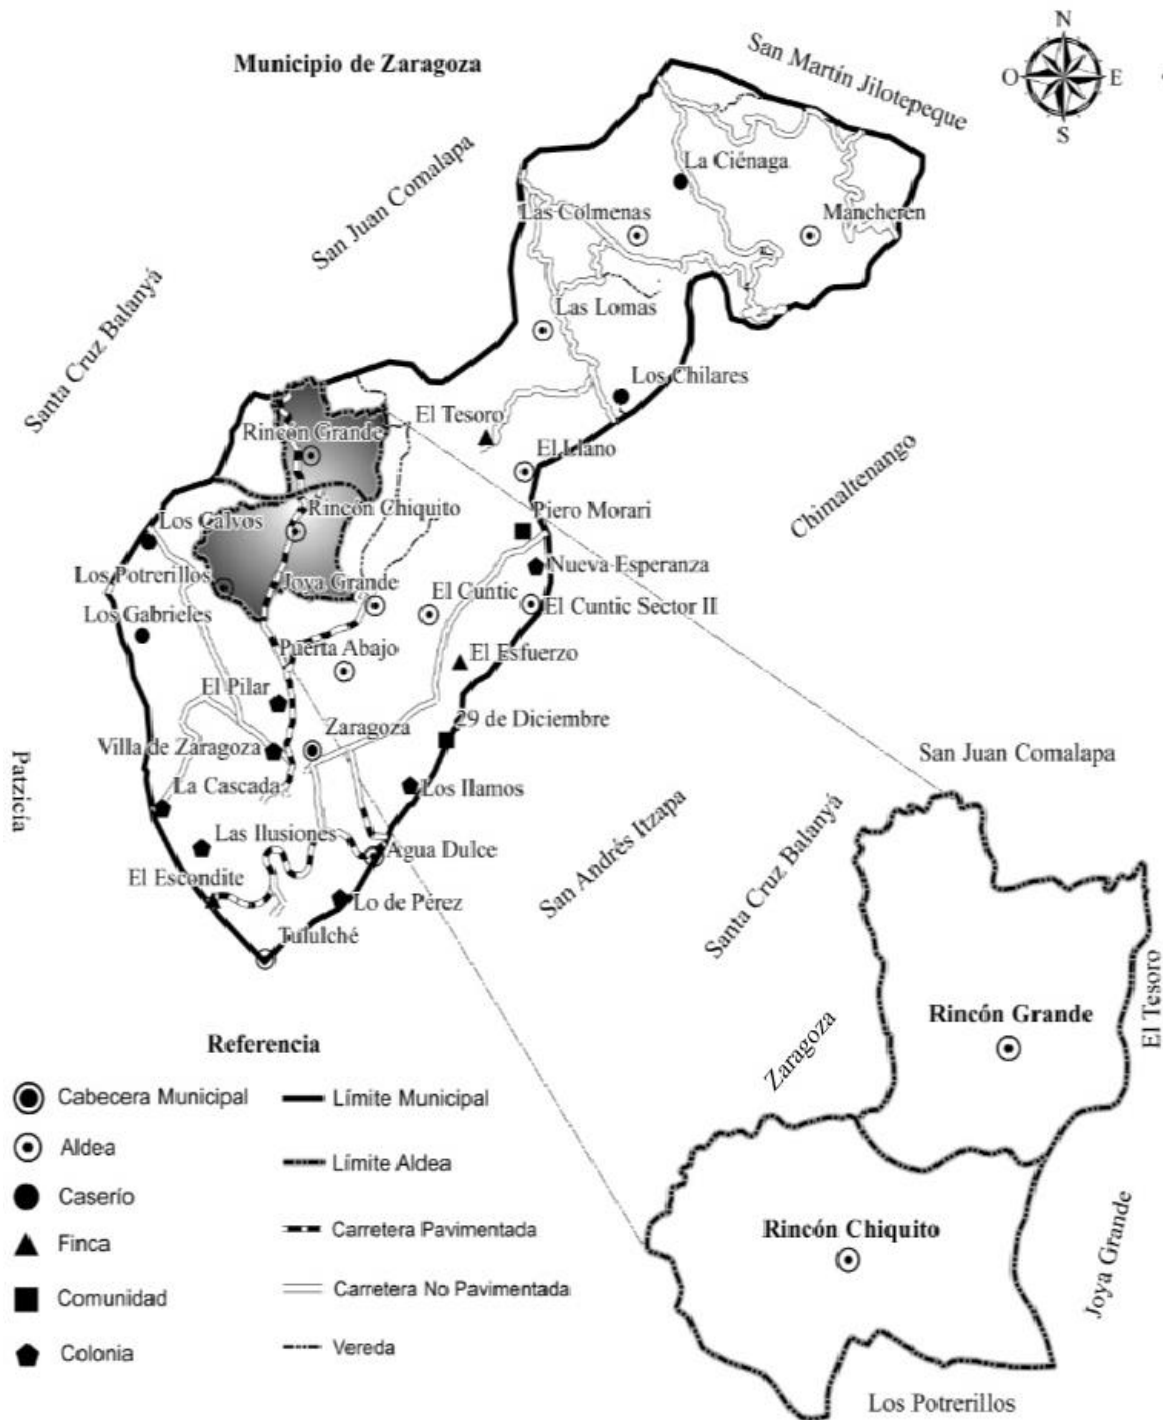 Municipio de Zaragoza
San Martín Jilotepeque
N
O
E
S
San Juan Comalapa
La Ciénaga
Las Colmenas
Mancheren
Santa Cruz Balanyá
Las Lomas
Los Chilares
El Tesoro
Rincón Grande
El Llano
Chimaltenango
Rincón Chiquito
Piero Morari
Los Calvos
Nueva Esperanza
Los Potrerillos
Joya Grande
El Cuntic
El Cuntic Sector II
Los Gabrieles
Puerta Abajo
El Esfuerzo
El Pilar
29 de Diciembre
Zaragoza
Villa de Zaragoza
Patzicía
La Cascada
Los Ilamos
Las Ilusiones
Agua Dulce
El Escondite
Lo de Pérez
Tululché
San Andrés Itzapa
San Juan Comalapa
Santa Cruz Balanyá
Rincón Grande
El Tesoro
Zaragoza
Rincón Chiquito
Joya Grande
Los Potrerillos
Referencia
Cabecera Municipal
Aldea
Caserío
Finca
Comunidad
Colonia
Límite Municipal
Límite Aldea
Carretera Pavimentada
Carretera No Pavimentada
Vereda